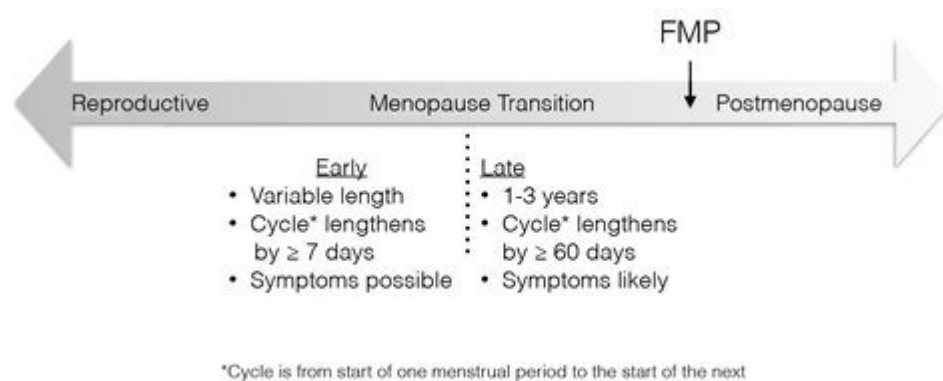 FMP
Reproductive Menopause Transition Postmenopause
Early
• Variable length
• Cycle* lengthens
by ≥ 7 days
• Symptoms possible
Late
• 1-3 years
• Cycle* lengthens
by ≥ 60 days
• Symptoms likely
*Cycle is from start of one menstrual period to the start of the next